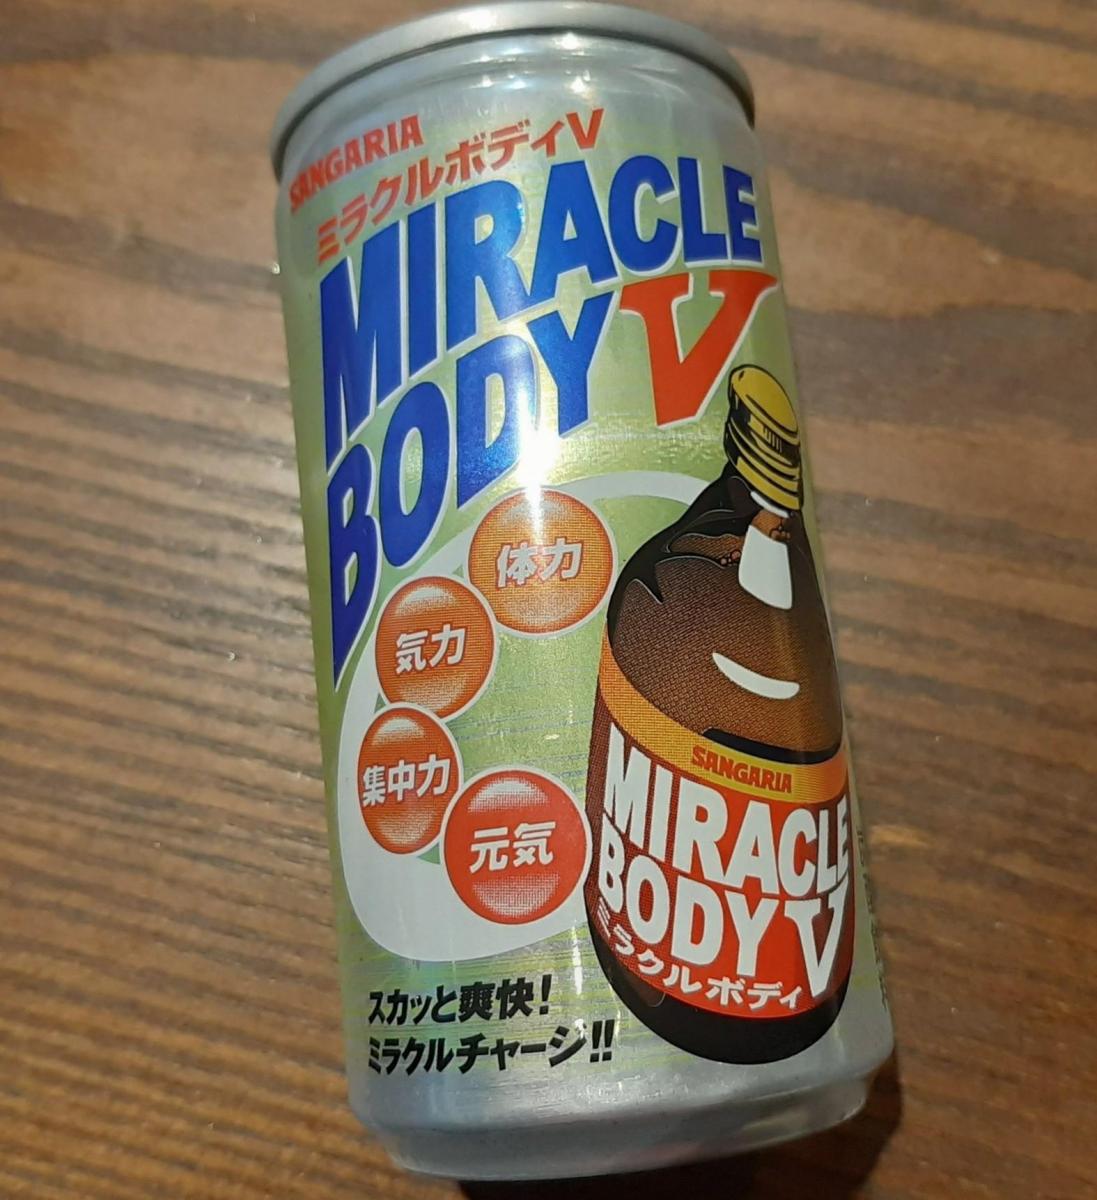 SANGARIA
ミラクルボディV
MIRACLE
BODY V
体力
気力
集中力
元気
SANGARIA
MIRACLE
BODY V
ミラクルボディ
スカッと爽快!
ミラクルチャージ!!